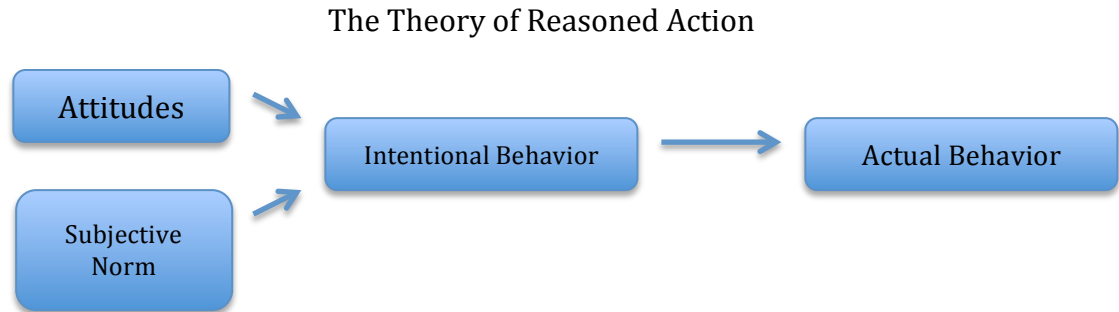 The Theory of Reasoned Action
Attitudes
Intentional Behavior
Actual Behavior
Subjective
Norm